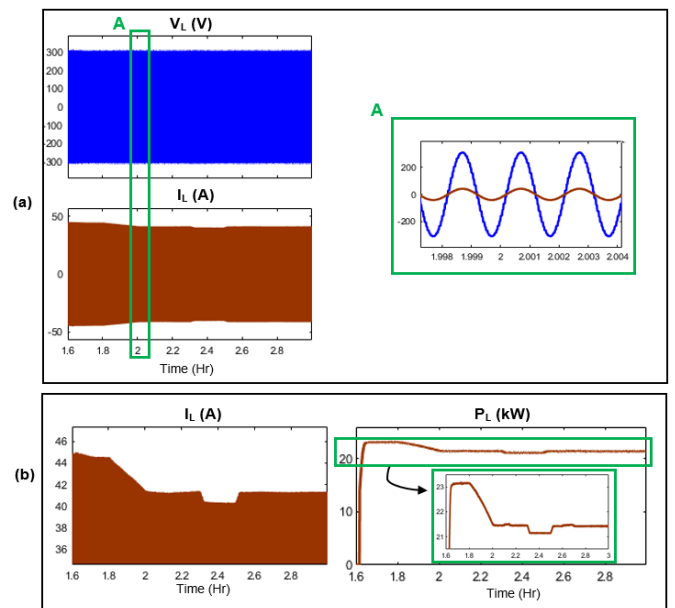 A
V_L (V)
300
200
100
0
-100
-200
-300
(a)
I_L (A)
50
0
-50
1.6 1.8 2 2.2 2.4 2.6 2.8
Time (Hr)
A
200
0
-200
1.998 1.999 2 2.001 2.002 2.003 2.004
(b)
I_L (A)
46
44
42
40
38
36
1.6 1.8 2 2.2 2.4 2.6 2.8
Time (Hr)
P_L (kW)
20
10
0
1.6 1.8 2 2.2 2.4 2.6 2.8
Time (Hr)
23
22
21
1.6 1.8 2 2.2 2.4 2.6 2.8 3